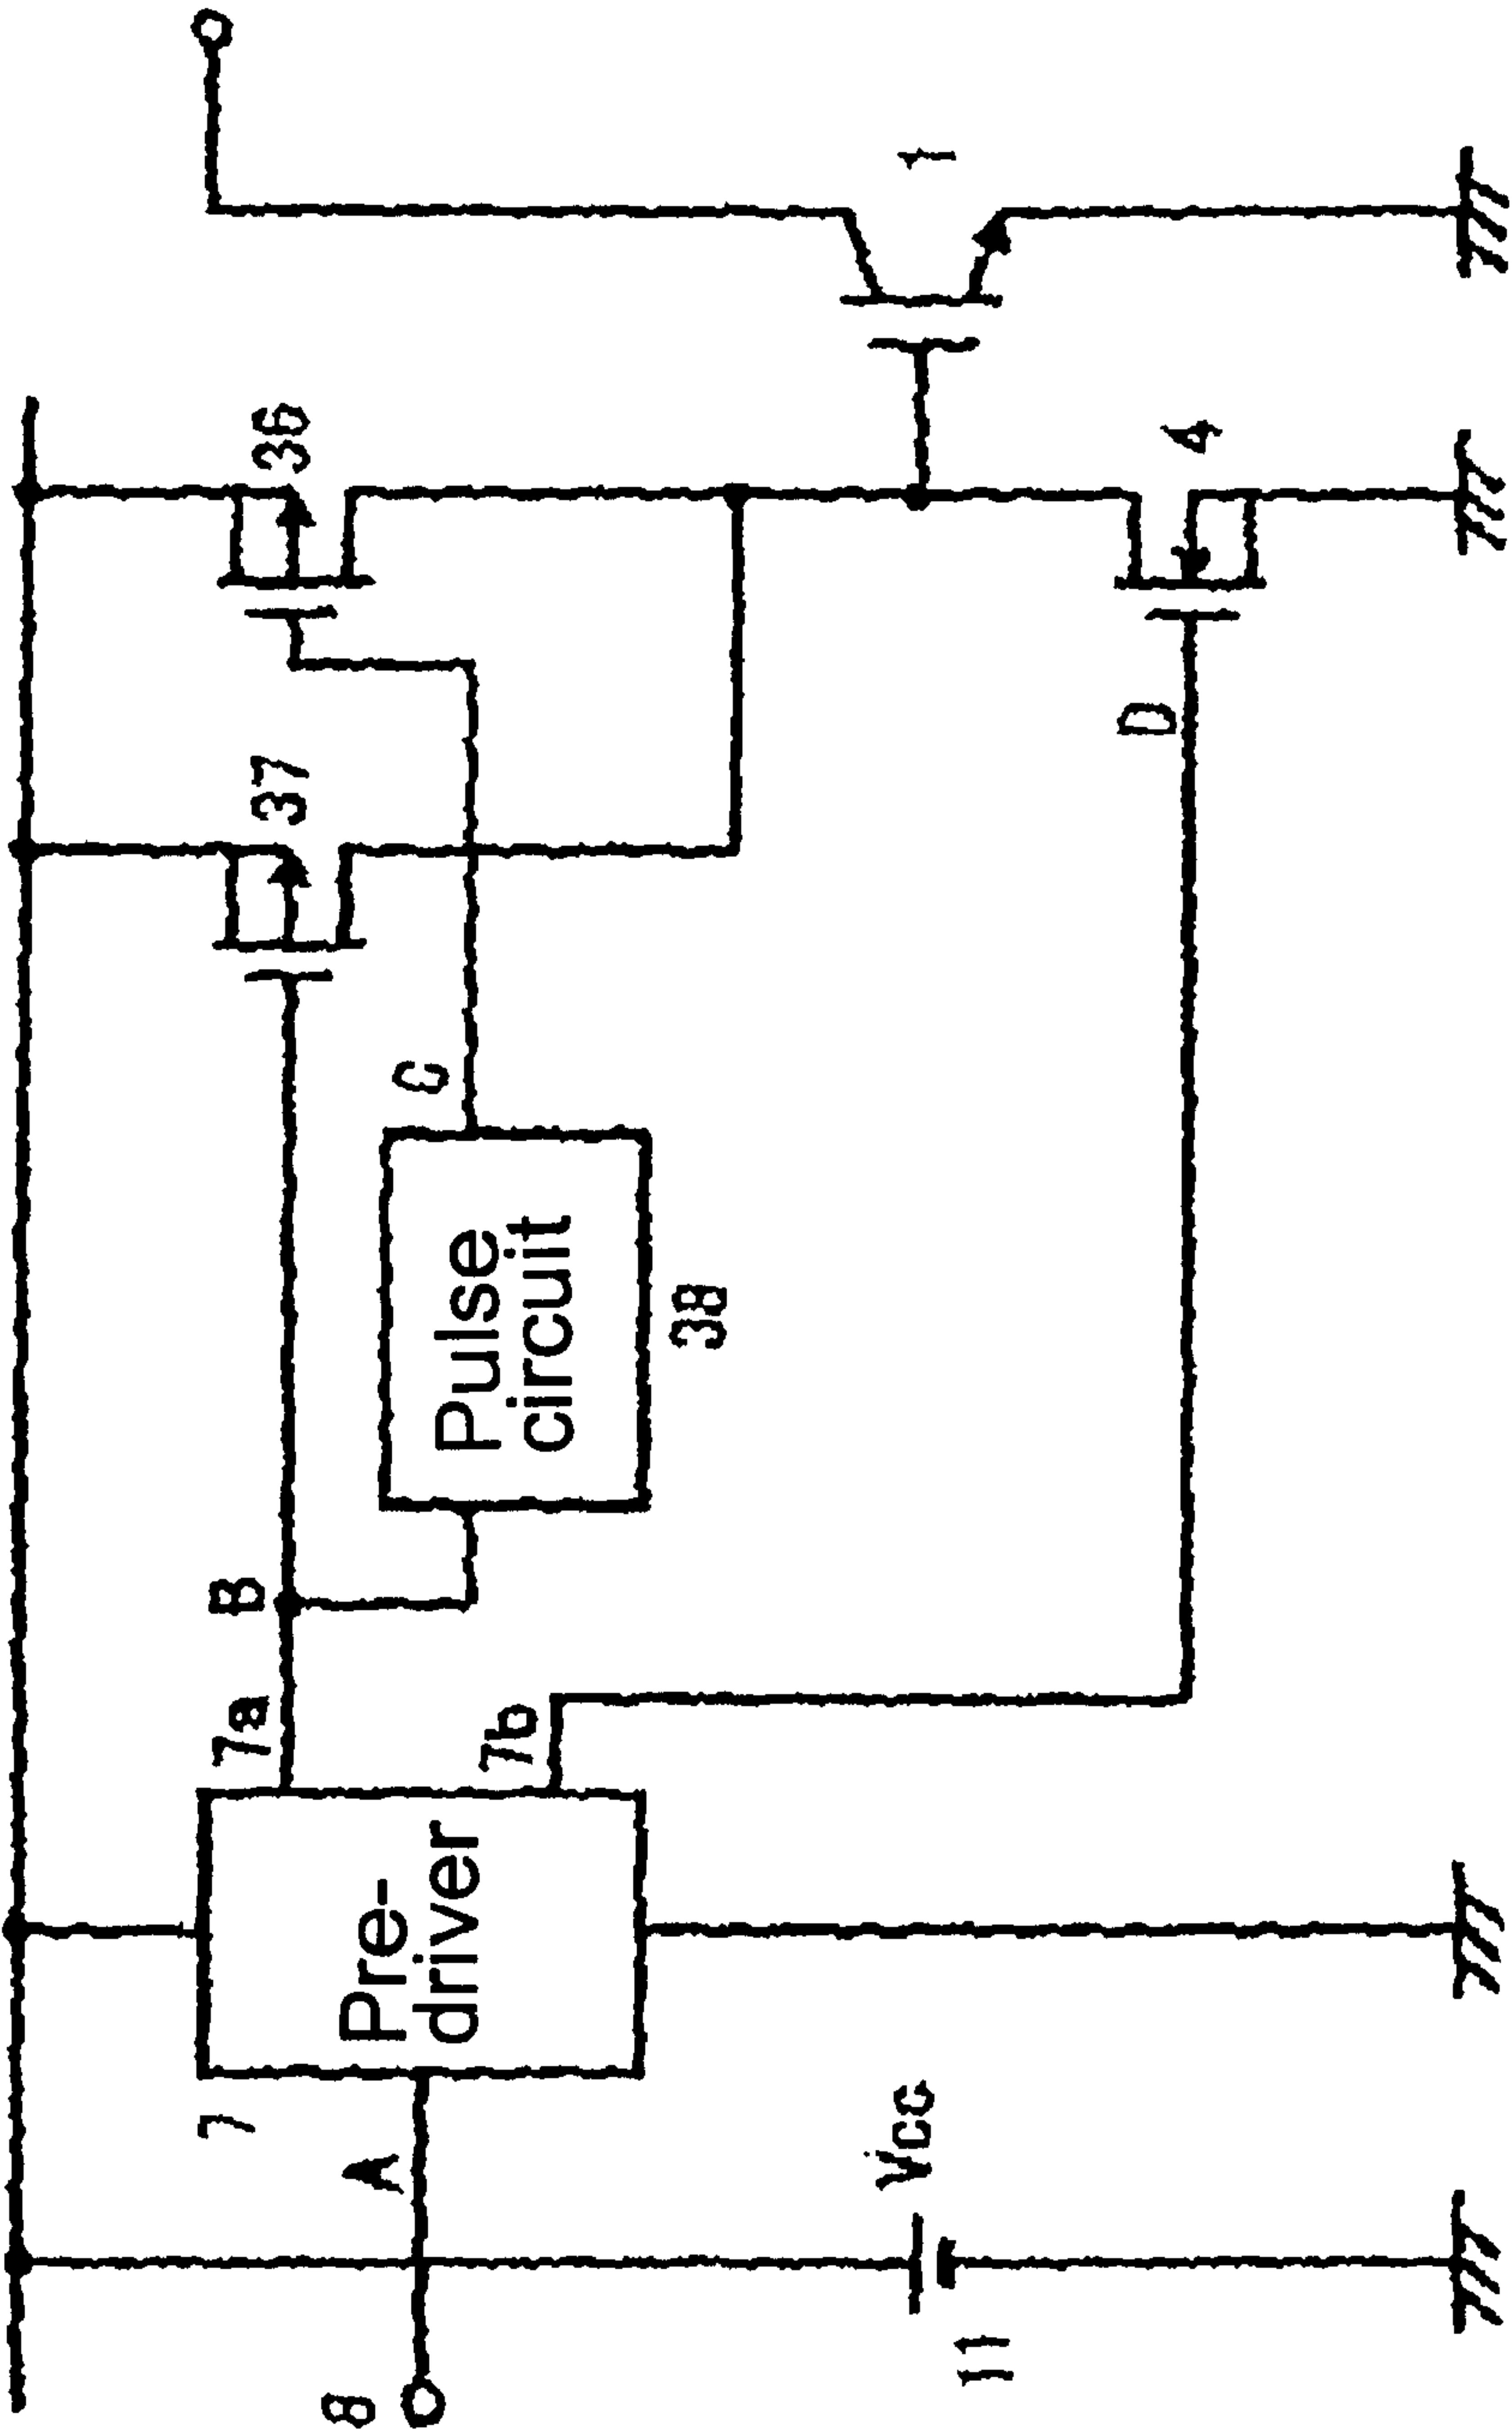 8
A
7
Pre-
driver
7a
7b
B
Pulse
circuit
38
C
37
36
D
4
1
Vcc
11